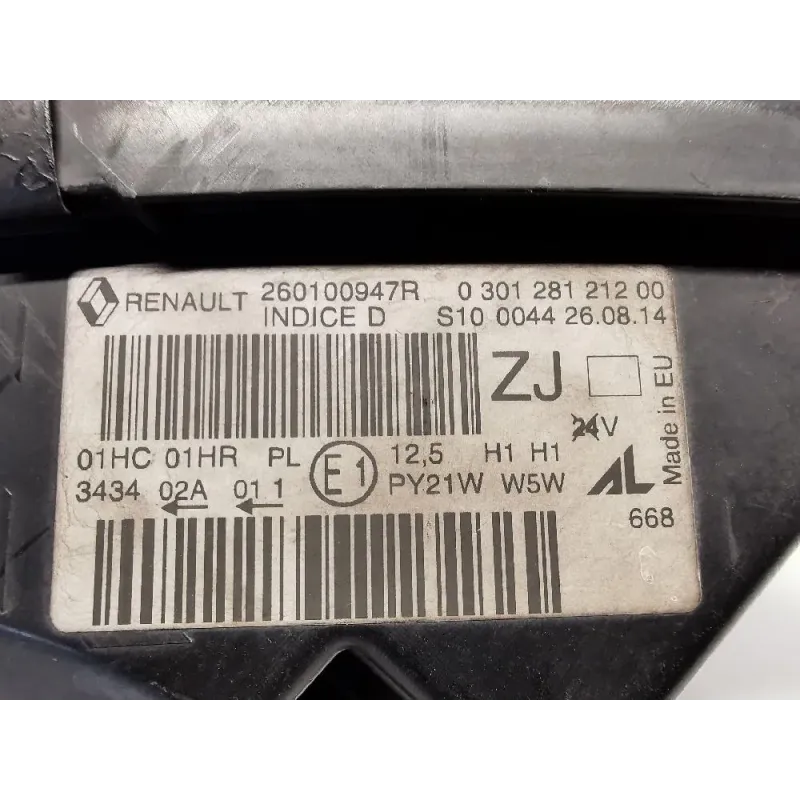 RENAULT 260100947R 0 301 281 212 00
INDICE D S10 0044 26.08.14
ZJ
Made in EU
24V
01HC 01HR PL E1 12,5 H1 H1
3434 02A 01 1 PY21W W5W
AL
668